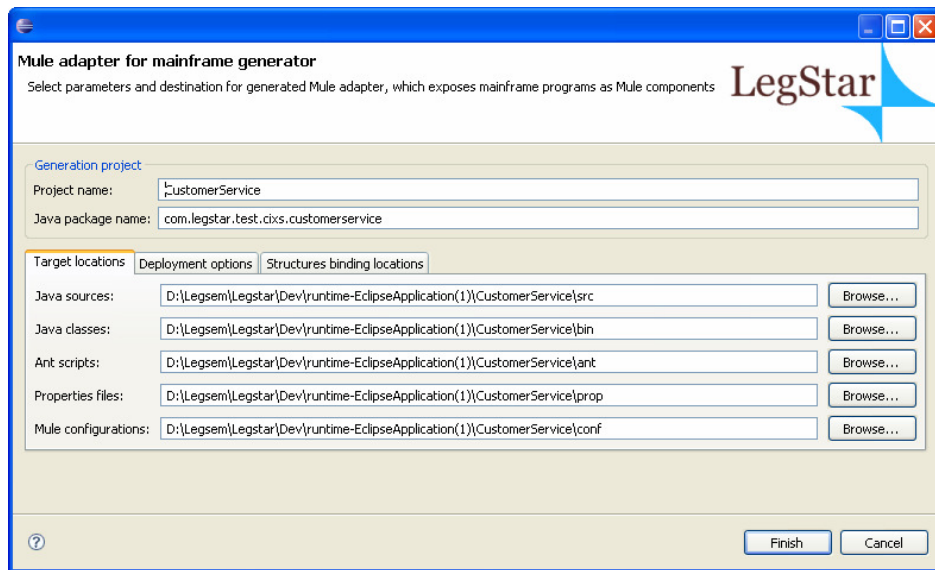 Mule adapter for mainframe generator
Select parameters and destination for generated Mule adapter, which exposes mainframe programs as Mule components
LegStar
Generation project
Project name: CustomerService
Java package name: com.legstar.test.cixs.customerservice
Target locations Deployment options Structures binding locations
Java sources: D:\Legsem\Legstar\Dev\runtime-EclipseApplication(1)\CustomerService\src Browse...
Java classes: D:\Legsem\Legstar\Dev\runtime-EclipseApplication(1)\CustomerService\bin Browse...
Ant scripts: D:\Legsem\Legstar\Dev\runtime-EclipseApplication(1)\CustomerService\ant Browse...
Properties files: D:\Legsem\Legstar\Dev\runtime-EclipseApplication(1)\CustomerService\prop Browse...
Mule configurations: D:\Legsem\Legstar\Dev\runtime-EclipseApplication(1)\CustomerService\conf Browse...
? Finish Cancel